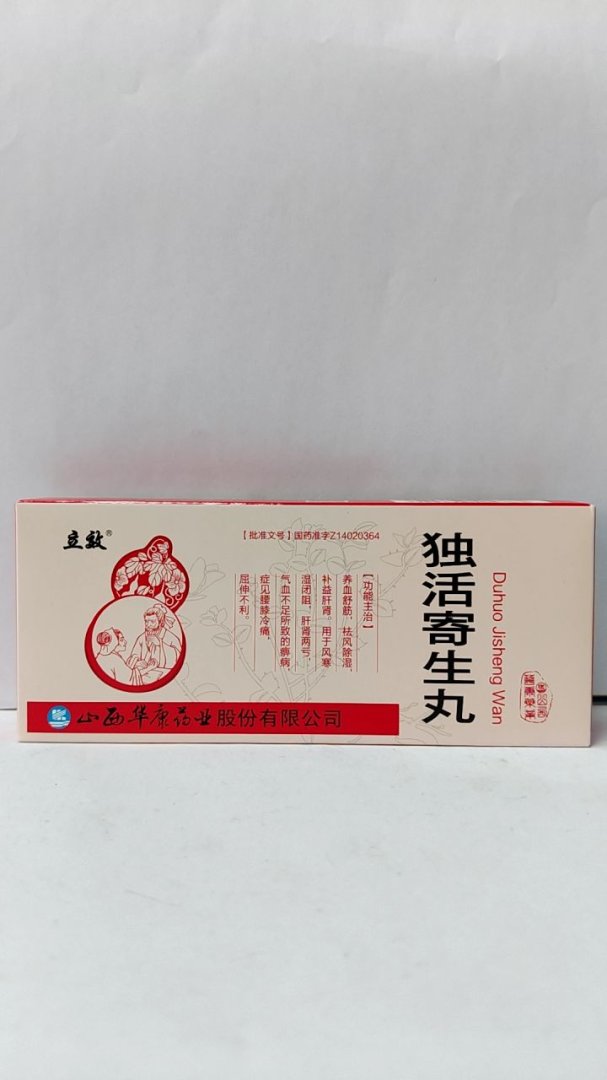 立效®
【批准文号】国药准字Z14020364
独活寄生丸
Duhuo Jisheng Wan
【功能主治】
养血舒筋，祛风除湿，
补益肝肾。用于风寒
湿闭阻，肝肾两亏，
气血不足所致的痹病，
症见腰膝冷痛，
屈伸不利。
山西华康药业股份有限公司